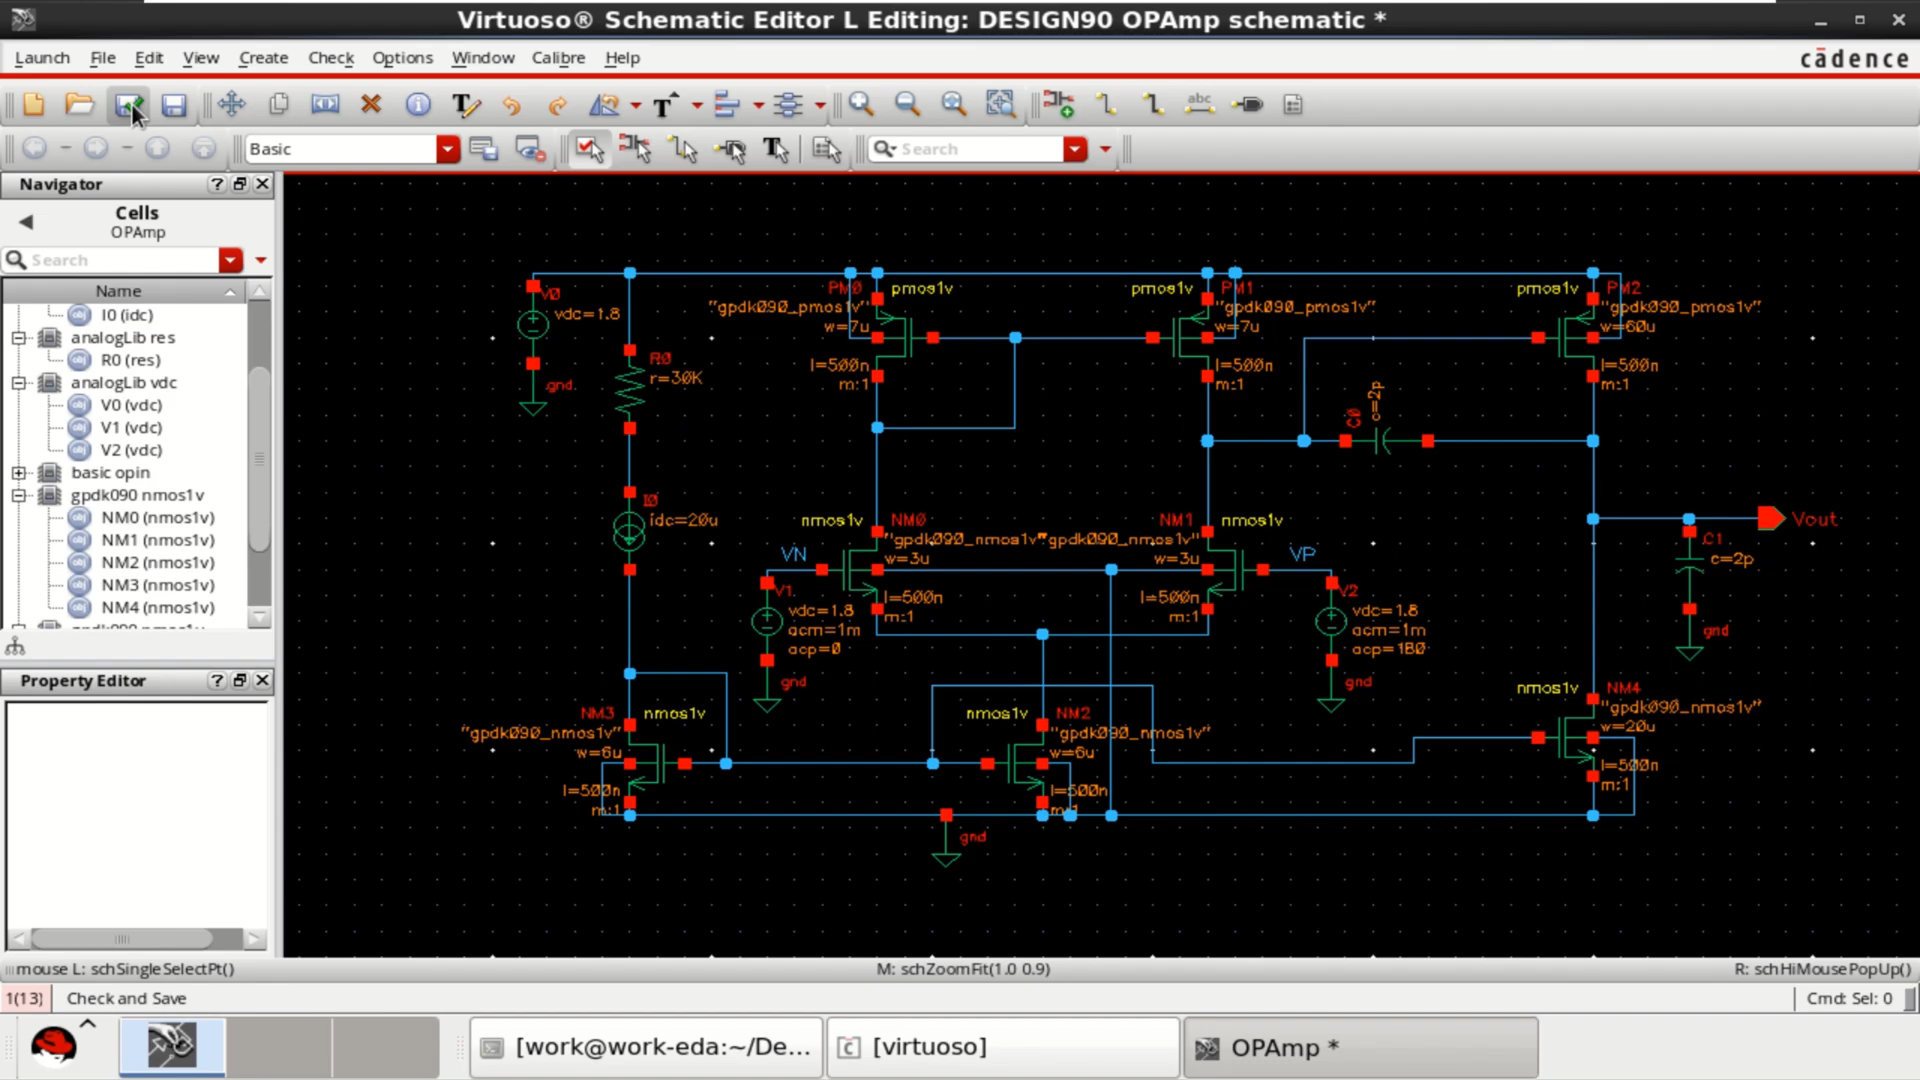 Virtuoso® Schematic Editor L Editing: DESIGN90 OPAmp schematic *
Launch File Edit View Create Check Options Window Calibre Help
cādence
abc
Basic
Search
Navigator
Cells
OPAmp
Search
Name
I0 (idc)
analogLib res
R0 (res)
analogLib vdc
V0 (vdc)
V1 (vdc)
V2 (vdc)
basic opin
gpdk090 nmos1v
NM0 (nmos1v)
NM1 (nmos1v)
NM2 (nmos1v)
NM3 (nmos1v)
NM4 (nmos1v)
Property Editor
V0
vdc=1.8
gnd
R0
r=30K
I0
idc=20u
PM0
pmos1v
"gpdk090_pmos1v"
w=7u
l=500n
m:1
pmos1v
PM1
"gpdk090_pmos1v"
w=7u
l=500n
m:1
pmos1v
PM2
"gpdk090_pmos1v"
w=60u
l=500n
m:1
C0
c=2p
nmos1v
NM0
"gpdk090_nmos1v"
w=3u
l=500n
m:1
NM1
nmos1v
"gpdk090_nmos1v"
w=3u
l=500n
m:1
VN
V1
vdc=1.8
acm=1m
acp=0
gnd
VP
V2
vdc=1.8
acm=1m
acp=180
gnd
Vout
C1
c=2p
gnd
NM3
nmos1v
"gpdk090_nmos1v"
w=6u
l=500n
m:1
nmos1v
NM2
"gpdk090_nmos1v"
w=6u
l=500n
m:1
nmos1v
NM4
"gpdk090_nmos1v"
w=20u
l=500n
m:1
gnd
mouse L: schSingleSelectPt()
M: schZoomFit(1.0 0.9)
R: schHiMousePopUp()
1(13)
Check and Save
Cmd: Sel: 0
[work@work-eda:~/De...
[virtuoso]
OPAmp *